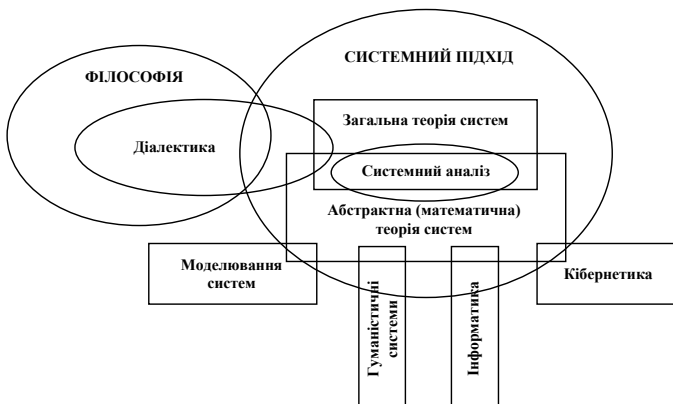 СИСТЕМНИЙ ПІДХІД
ФІЛОСОФІЯ
Загальна теорія систем
Діалектика
Системний аналіз
Абстрактна (математична)
теорія систем
Моделювання
систем
Кібернетика
Гуманістичні
системи
Інформатика